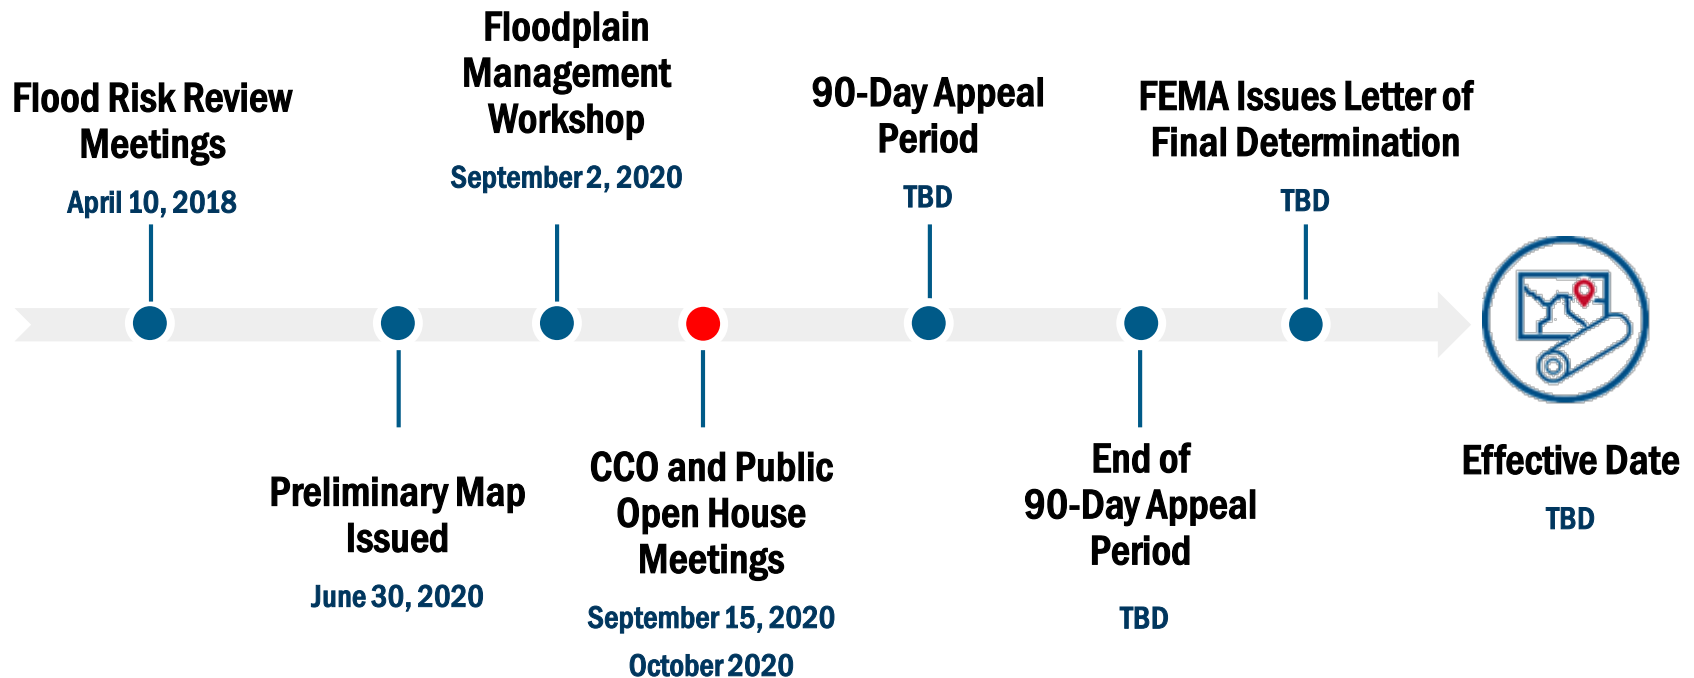 Flood Risk Review
Meetings
April 10, 2018
Preliminary Map
Issued
June 30, 2020
Floodplain
Management
Workshop
September 2, 2020
CCO and Public
Open House
Meetings
September 15, 2020
October 2020
90-Day Appeal
Period
TBD
End of
90-Day Appeal
Period
TBD
FEMA Issues Letter of
Final Determination
TBD
Effective Date
TBD